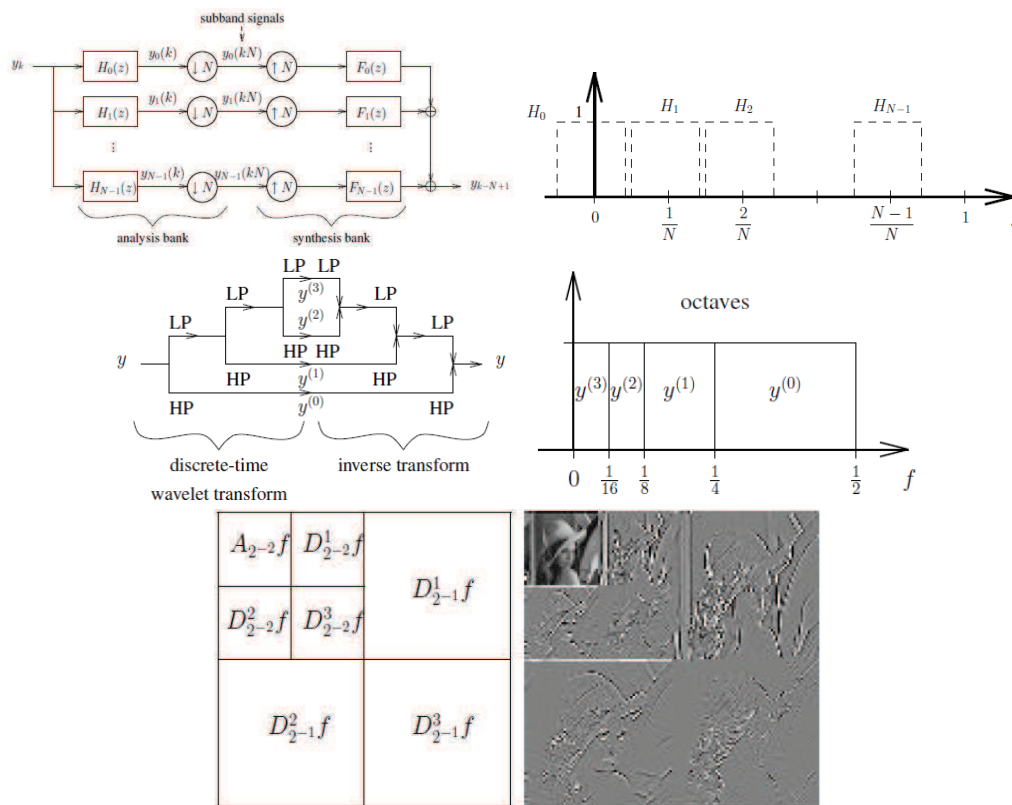 subband signals
y_k
H_0(z) y_0(k) ↓ N y_0(kN) ↑ N F_0(z)
H_1(z) y_1(k) ↓ N y_1(kN) ↑ N F_1(z)
⋮ ⋮
H_{N-1}(z) y_{N-1}(k) ↓ N y_{N-1}(kN) ↑ N F_{N-1}(z) y_{k-N+1}
analysis bank synthesis bank
H_0 1 H_1 H_2 H_{N-1}
0 1/N 2/N N-1/N 1
LP LP
y^{(3)}
LP LP
y^{(2)}
LP LP
HP HP
y y
y^{(1)}
HP HP
y^{(0)}
HP HP
discrete-time inverse transform
wavelet transform
octaves
y^{(3)} y^{(2)} y^{(1)} y^{(0)}
0 1/16 1/8 1/4 1/2 f
A_{2^{-2}}f D^1_{2^{-2}}f
D^1_{2^{-1}}f
D^2_{2^{-2}}f D^3_{2^{-2}}f
D^2_{2^{-1}}f D^3_{2^{-1}}f